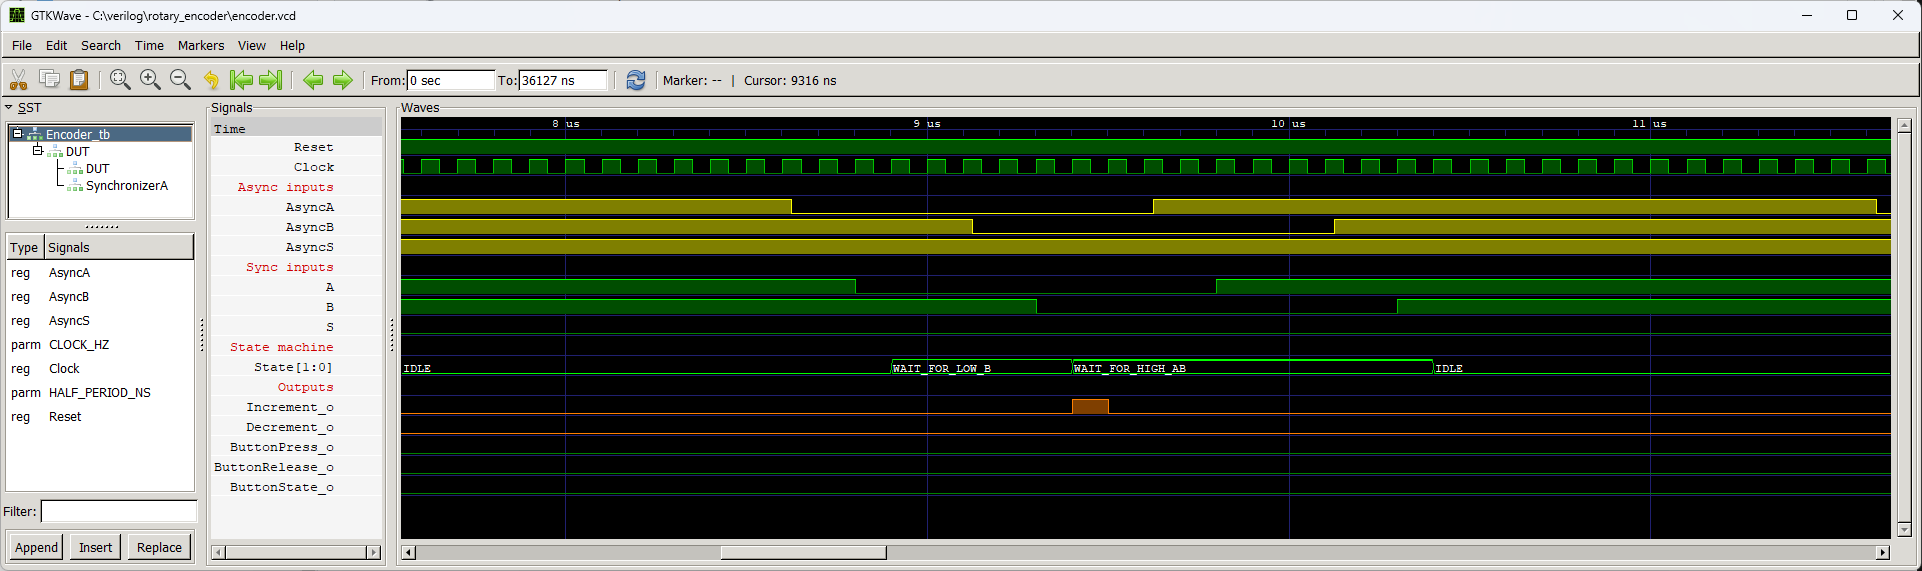 GTKWave - C:\verilog\rotary_encoder\encoder.vcd
File Edit Search Time Markers View Help
From: 0 sec To: 36127 ns Marker: -- | Cursor: 9316 ns
SST
Encoder_tb
DUT
DUT
SynchronizerA
Type Signals
reg AsyncA
reg AsyncB
reg AsyncS
parm CLOCK_HZ
reg Clock
parm HALF_PERIOD_NS
reg Reset
Filter:
Append Insert Replace
Signals
Time
Reset
Clock
Async inputs
AsyncA
AsyncB
AsyncS
Sync inputs
A
B
S
State machine
State[1:0]
Outputs
Increment_o
Decrement_o
ButtonPress_o
ButtonRelease_o
ButtonState_o
Waves
8 us 9 us 10 us 11 us
IDLE WAIT_FOR_LOW_B WAIT_FOR_HIGH_AB IDLE